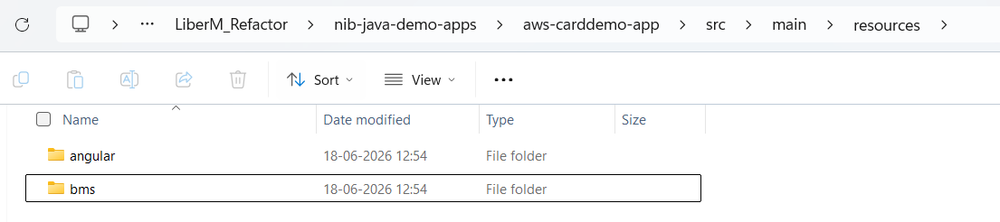 LiberM_Refactor > nib-java-demo-apps > aws-carddemo-app > src > main > resources >
Sort View
Name Date modified Type Size
angular 18-06-2026 12:54 File folder
bms 18-06-2026 12:54 File folder